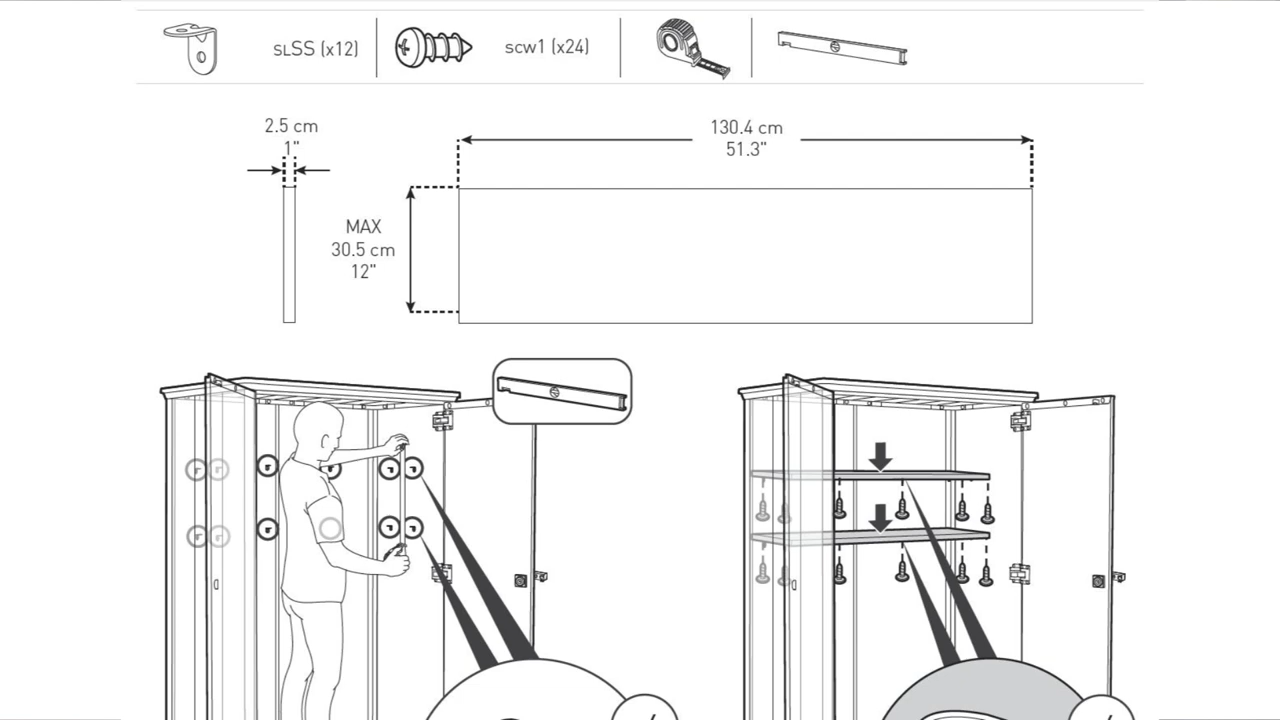 SLSS (x12)
scw1 (x24)
2.5 cm
1"
130.4 cm
51.3"
MAX
30.5 cm
12"